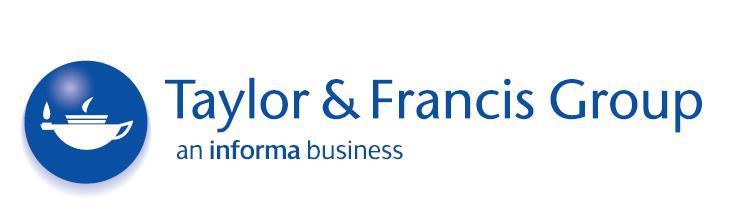 Taylor & Francis Group
an informa business